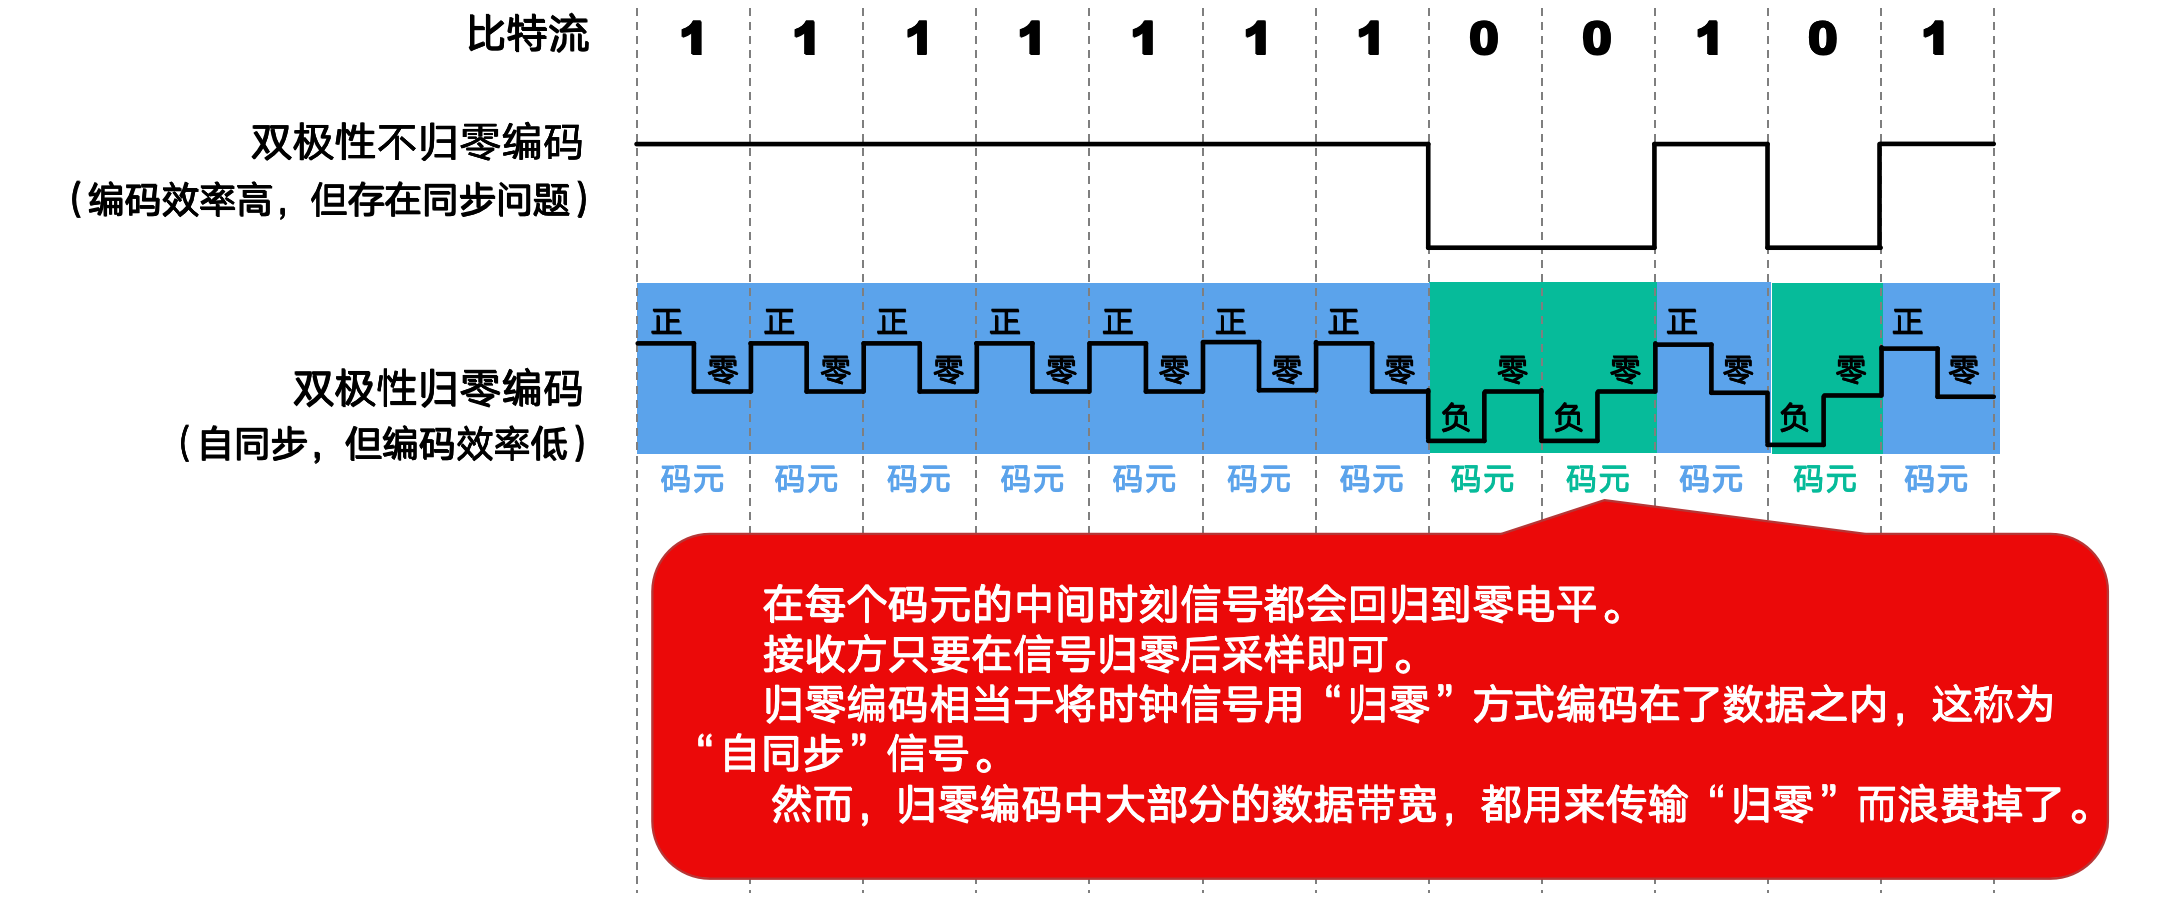 比特流 1 1 1 1 1 1 1 0 0 1 0 1
双极性不归零编码
（编码效率高，但存在同步问题）
正 正 正 正 正 正 正 正 正
零 零 零 零 零 零 零 零 零 零 零 零
双极性归零编码
负 负 负
（自同步，但编码效率低）
码元 码元 码元 码元 码元 码元 码元 码元 码元 码元 码元 码元
在每个码元的中间时刻信号都会回归到零电平。
接收方只要在信号归零后采样即可。
归零编码相当于将时钟信号用“归零”方式编码在了数据之内，这称为
“自同步”信号。
然而，归零编码中大部分的数据带宽，都用来传输“归零”而浪费掉了。